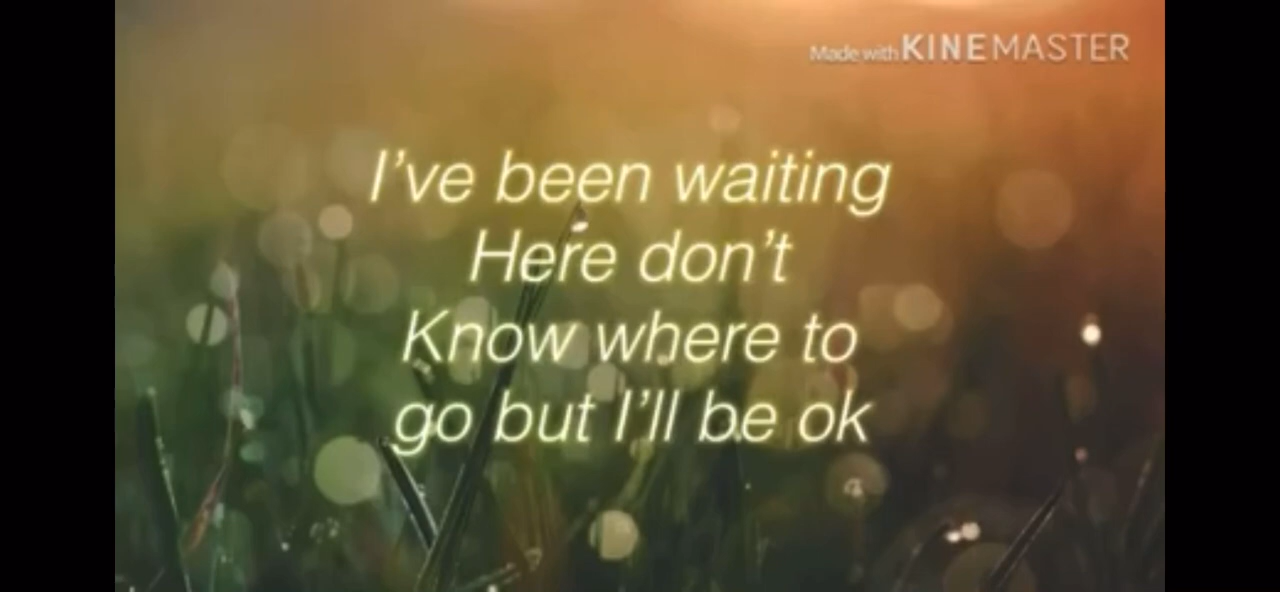 Made with KINEMASTER
I've been waiting
Here don't
Know where to
go but I'll be ok